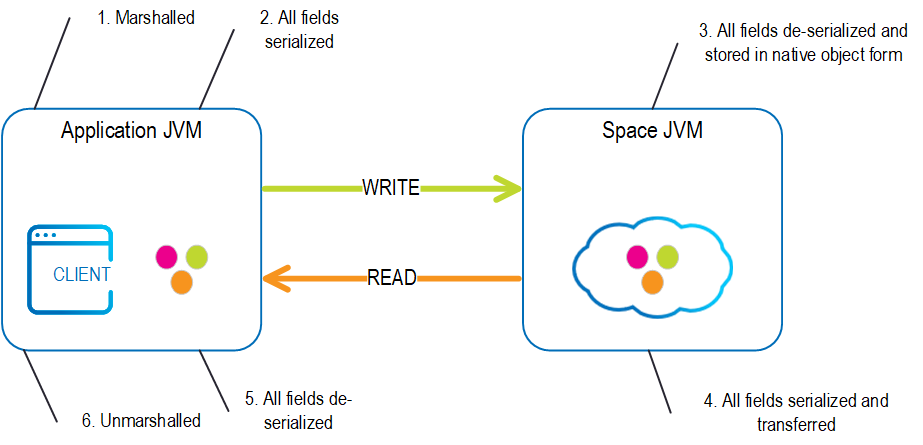 1. Marshalled
2. All fields
serialized
3. All fields de-serialized and
stored in native object form
Application JVM
Space JVM
WRITE
CLIENT
READ
4. All fields serialized and
transferred
5. All fields de-
serialized
6. Unmarshalled